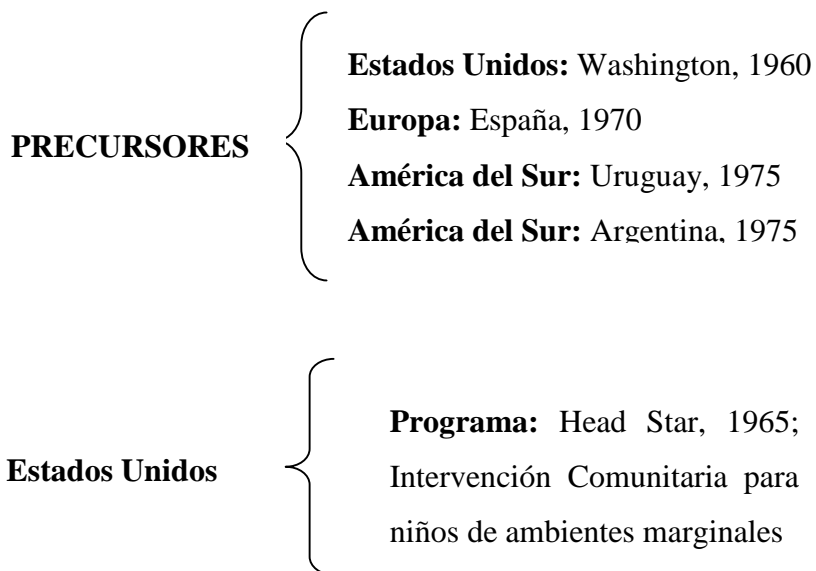 Estados Unidos: Washington, 1960
Europa: España, 1970
PRECURSORES
América del Sur: Uruguay, 1975
América del Sur: Argentina, 1975
Programa: Head Star, 1965;
Estados Unidos
Intervención Comunitaria para
niños de ambientes marginales